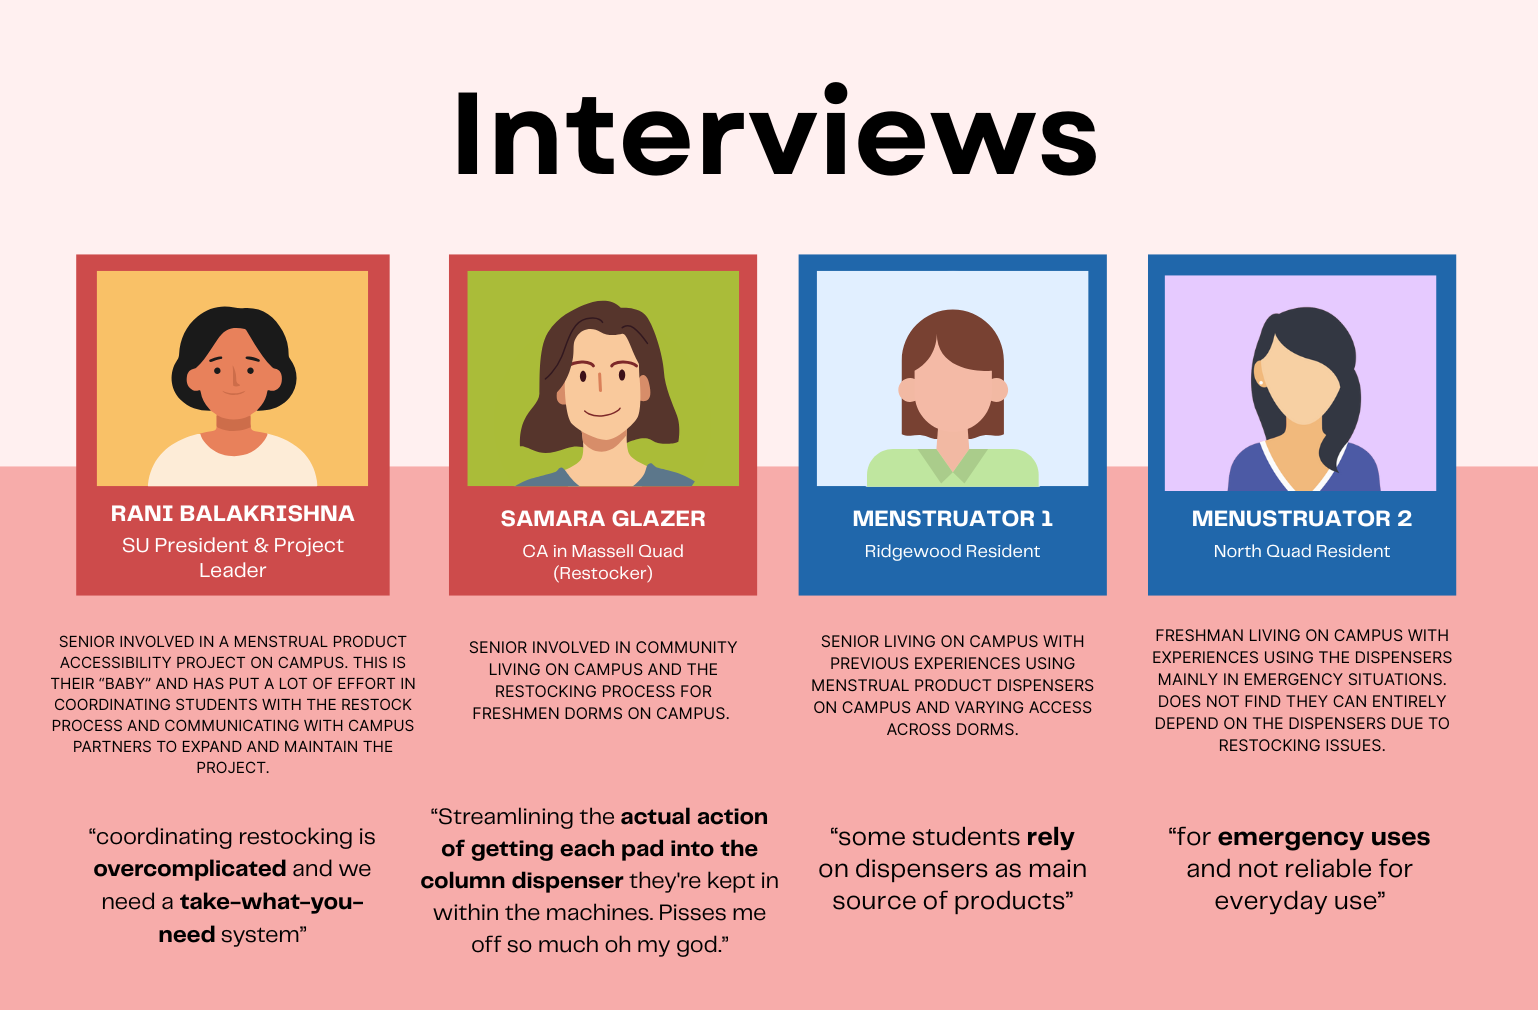 Interviews
RANI BALAKRISHNA
SU President & Project
Leader
SENIOR INVOLVED IN A MENSTRUAL PRODUCT
ACCESSIBILITY PROJECT ON CAMPUS. THIS IS
THEIR “BABY” AND HAS PUT A LOT OF EFFORT IN
COORDINATING STUDENTS WITH THE RESTOCK
PROCESS AND COMMUNICATING WITH CAMPUS
PARTNERS TO EXPAND AND MAINTAIN THE
PROJECT.
“coordinating restocking is
overcomplicated and we
need a take-what-you-
need system”
SAMARA GLAZER
CA in Massell Quad
(Restocker)
SENIOR INVOLVED IN COMMUNITY
LIVING ON CAMPUS AND THE
RESTOCKING PROCESS FOR
FRESHMEN DORMS ON CAMPUS.
“Streamlining the actual action
of getting each pad into the
column dispenser they're kept in
within the machines. Pisses me
off so much oh my god.”
MENSTRUATOR 1
Ridgewood Resident
SENIOR LIVING ON CAMPUS WITH
PREVIOUS EXPERIENCES USING
MENSTRUAL PRODUCT DISPENSERS
ON CAMPUS AND VARYING ACCESS
ACROSS DORMS.
“some students rely
on dispensers as main
source of products”
MENUSTRUATOR 2
North Quad Resident
FRESHMAN LIVING ON CAMPUS WITH
EXPERIENCES USING THE DISPENSERS
MAINLY IN EMERGENCY SITUATIONS.
DOES NOT FIND THEY CAN ENTIRELY
DEPEND ON THE DISPENSERS DUE TO
RESTOCKING ISSUES.
“for emergency uses
and not reliable for
everyday use”